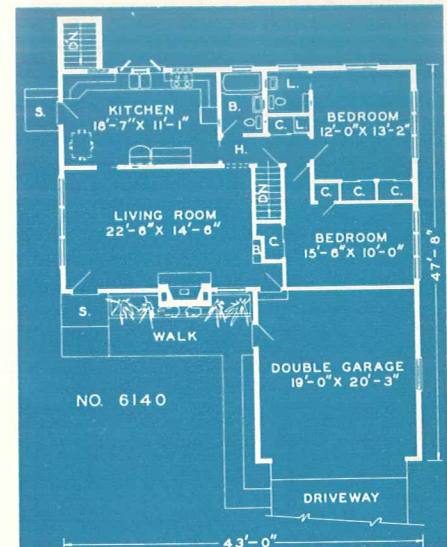 DN
S.
KITCHEN
18'-7" X 11'-1"
B.
L.
C.
L.
BEDROOM
12'-0" X 13'-2"
H.
DN
C.
C.
C.
LIVING ROOM
22'-6" X 14'-6"
B.
C.
BEDROOM
15'-6" X 10'-0"
47'-8"
S.
WALK
DOUBLE GARAGE
19'-0" X 20'-3"
NO. 6140
DRIVEWAY
43'-0"